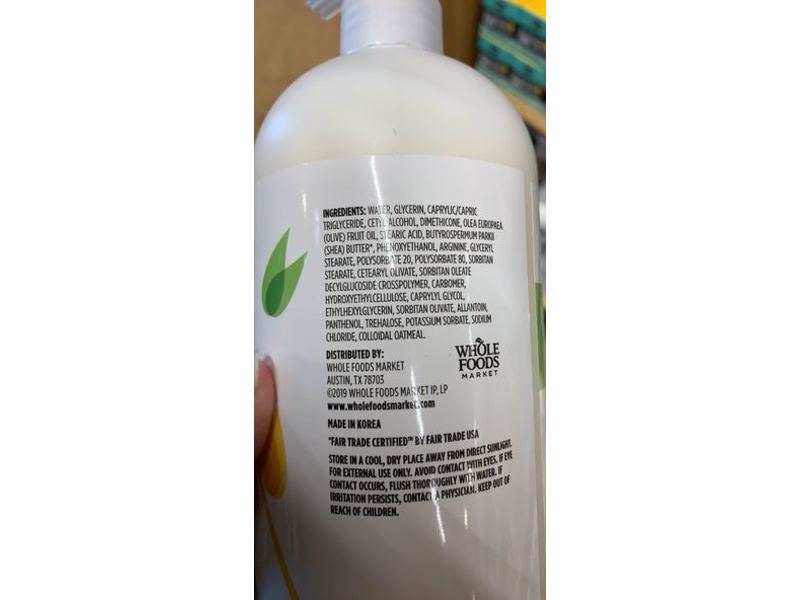 INGREDIENTS: WATER, GLYCERIN, CAPRYLIC/CAPRIC
TRIGLYCERIDE, CETYL ALCOHOL, DIMETHICONE, OLEA EUROPAEA
(OLIVE) FRUIT OIL, STEARIC ACID, BUTYROSPERMUM PARKII
(SHEA) BUTTER*, PHENOXYETHANOL, ARGININE, GLYCERYL
STEARATE, POLYSORBATE 20, POLYSORBATE 80, SORBITAN
STEARATE, CETEARYL OLIVATE, SORBITAN OLEATE
DECYLGLUCOSIDE CROSSPOLYMER, CARBOMER,
HYDROXYETHYLCELLULOSE, CAPRYLYL GLYCOL,
ETHYLHEXYLGLYCERIN, SORBITAN OLIVATE, ALLANTOIN,
PANTHENOL, TREHALOSE, POTASSIUM SORBATE, SODIUM
CHLORIDE, COLLOIDAL OATMEAL.
DISTRIBUTED BY:
WHOLE FOODS MARKET
AUSTIN, TX 78703
©2019 WHOLE FOODS MARKET IP, LP
www.wholefoodsmarket.com
WHOLE
FOODS
MARKET
MADE IN KOREA
*FAIR TRADE CERTIFIED™ BY FAIR TRADE USA
STORE IN A COOL, DRY PLACE AWAY FROM DIRECT SUNLIGHT.
FOR EXTERNAL USE ONLY. AVOID CONTACT WITH EYES. IF EYE
CONTACT OCCURS, FLUSH THOROUGHLY WITH WATER. IF
IRRITATION PERSISTS, CONTACT A PHYSICIAN. KEEP OUT OF
REACH OF CHILDREN.